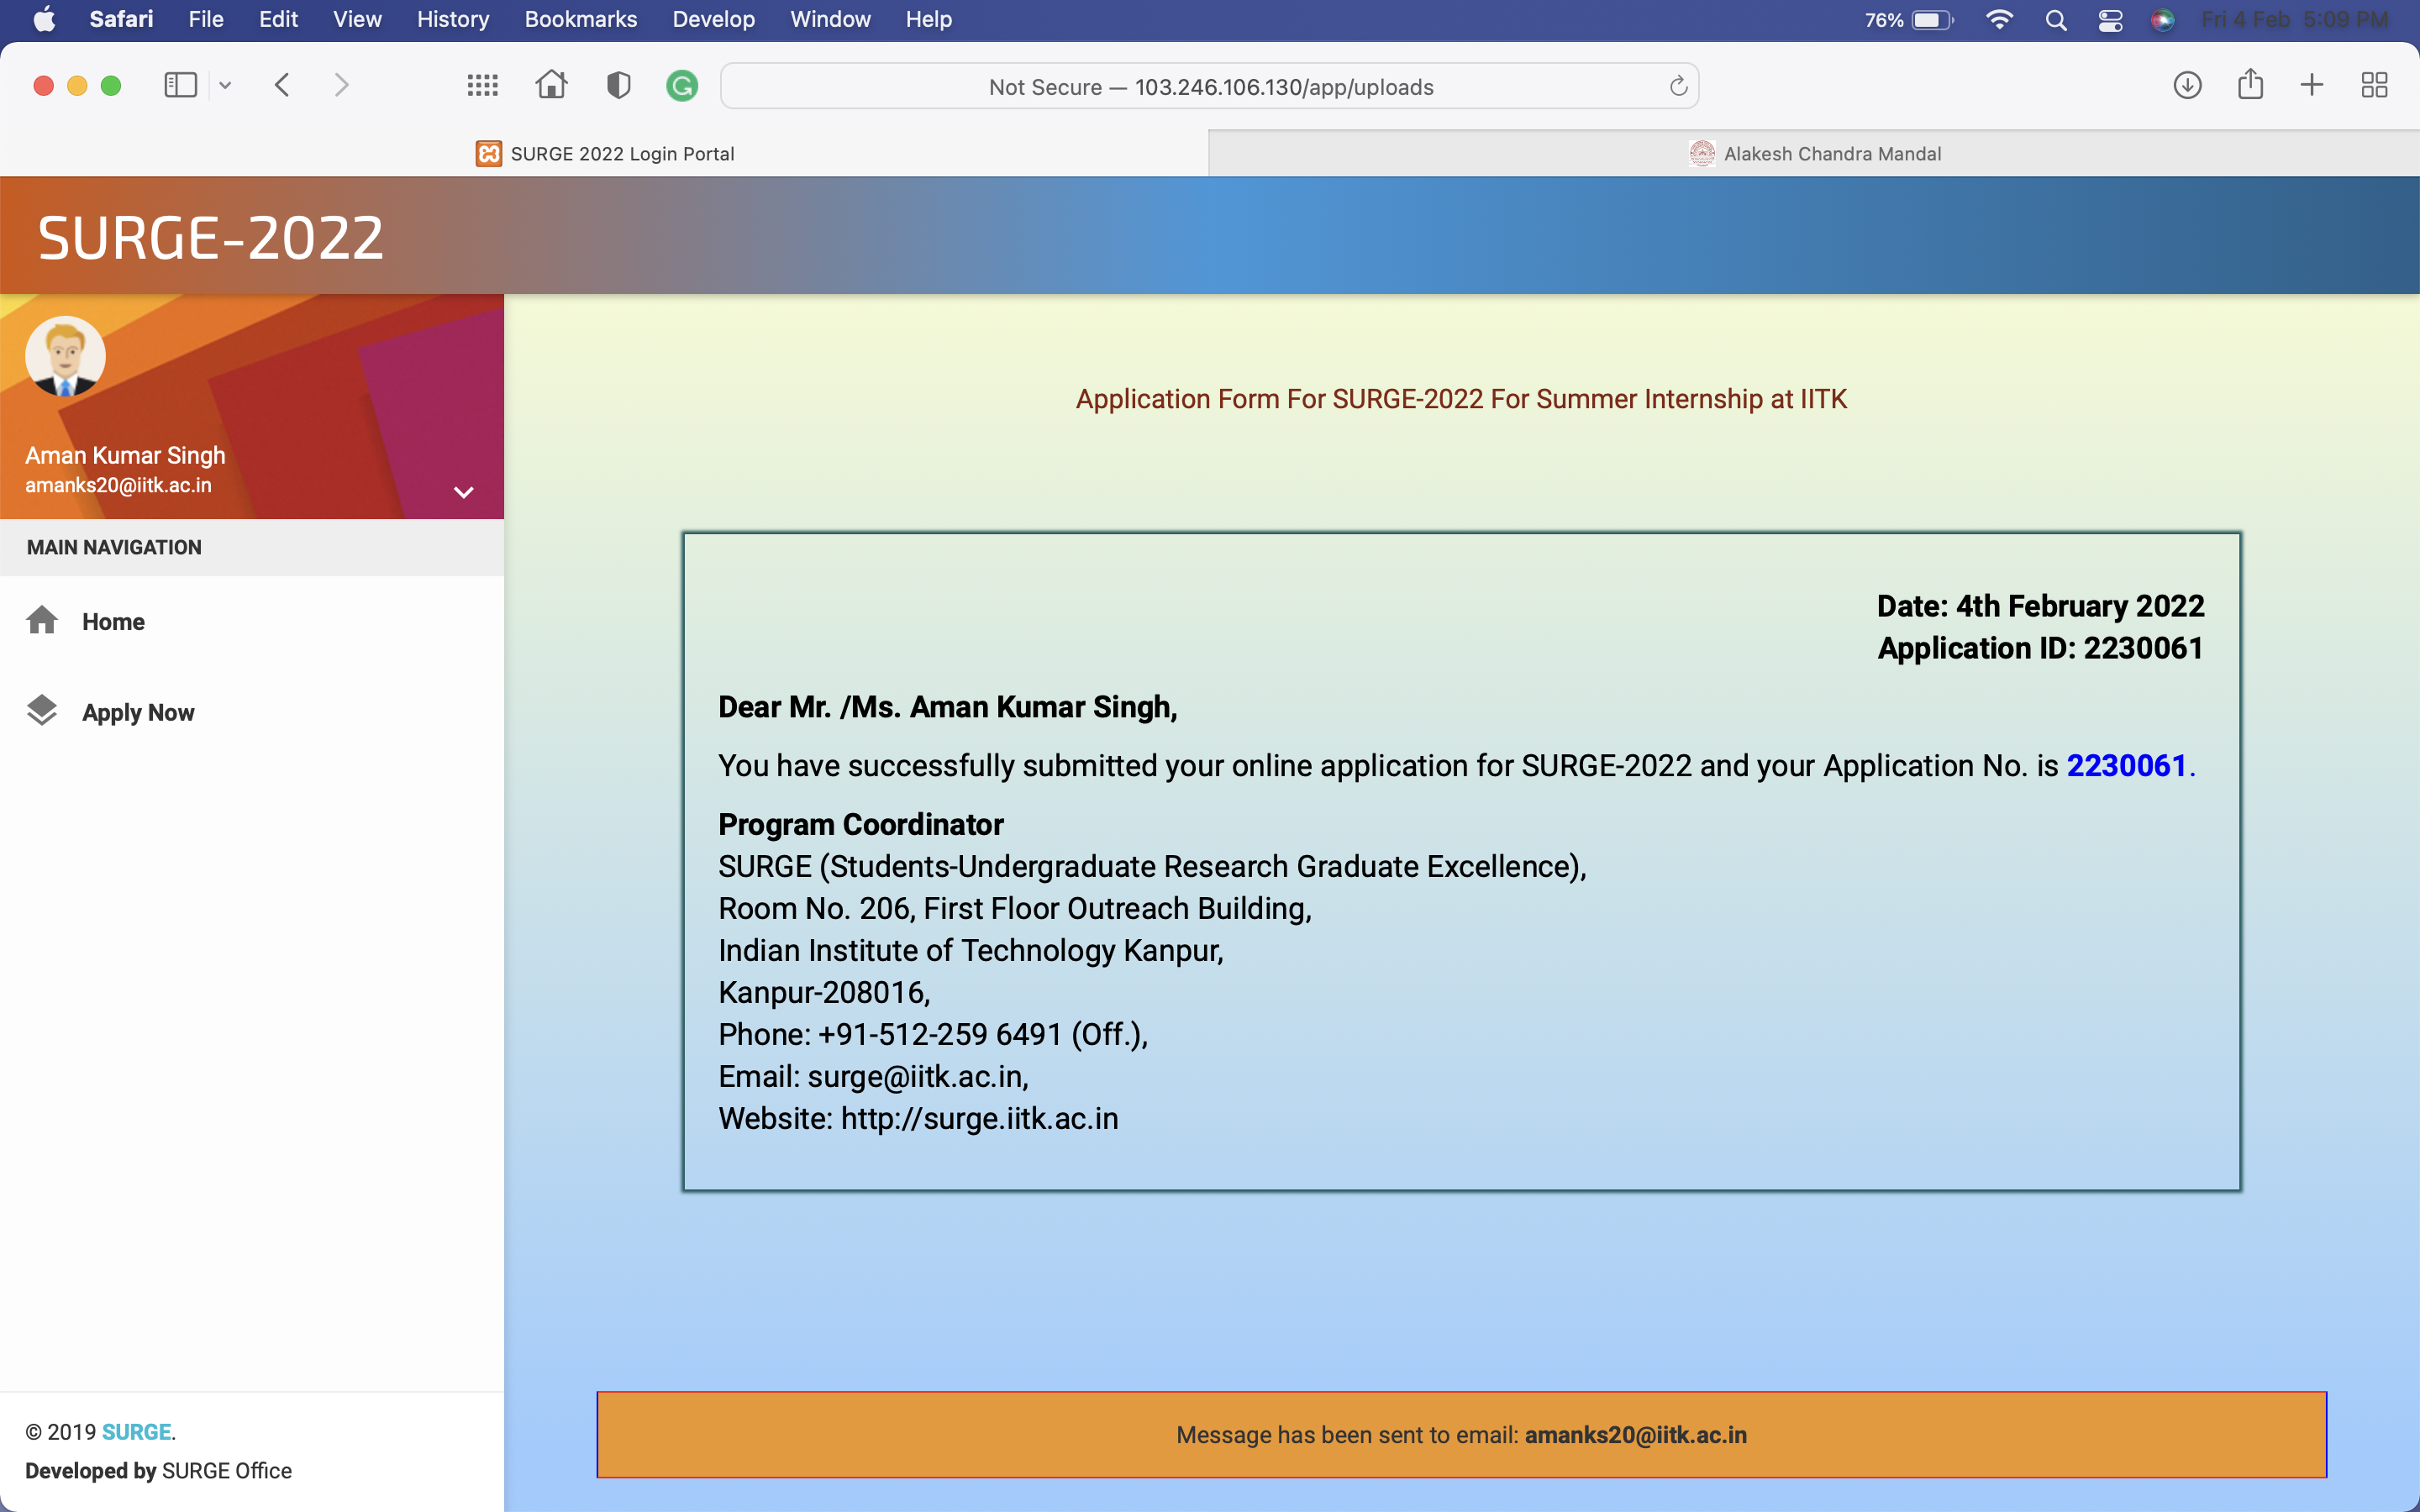 Safari File Edit View History Bookmarks Develop Window Help 76% Fri 4 Feb 5:09 PM
Not Secure — 103.246.106.130/app/uploads
SURGE 2022 Login Portal
Alakesh Chandra Mandal
SURGE-2022
Aman Kumar Singh
amanks20@iitk.ac.in
MAIN NAVIGATION
Home
Apply Now
© 2019 SURGE.
Developed by SURGE Office
Application Form For SURGE-2022 For Summer Internship at IITK
Date: 4th February 2022
Application ID: 2230061
Dear Mr. /Ms. Aman Kumar Singh,
You have successfully submitted your online application for SURGE-2022 and your Application No. is 2230061.
Program Coordinator
SURGE (Students-Undergraduate Research Graduate Excellence),
Room No. 206, First Floor Outreach Building,
Indian Institute of Technology Kanpur,
Kanpur-208016,
Phone: +91-512-259 6491 (Off.),
Email: surge@iitk.ac.in,
Website: http://surge.iitk.ac.in
Message has been sent to email: amanks20@iitk.ac.in